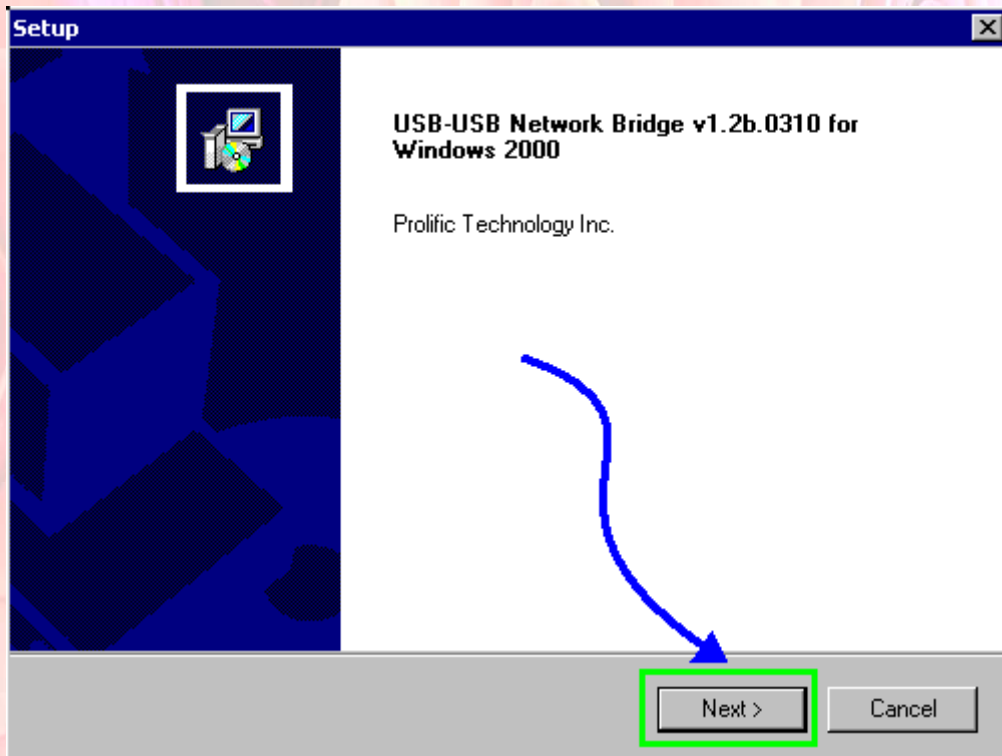 Setup
USB-USB Network Bridge v1.2b.0310 for
Windows 2000
Prolific Technology Inc.
Next >
Cancel